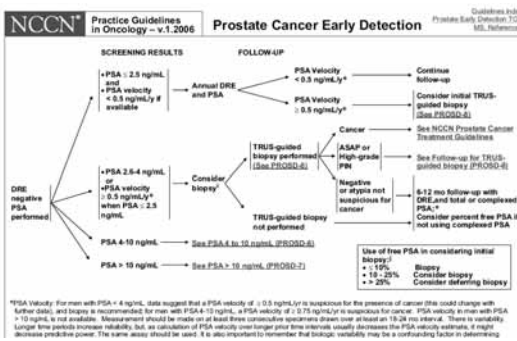 NCCN®
Practice Guidelines
in Oncology – v.1.2006
Prostate Cancer Early Detection
Guidelines Index
Prostate Early Detection TOC
MS, References
SCREENING RESULTS
FOLLOW-UP
DRE
negative
PSA
performed
• PSA ≤ 2.5 ng/mL
and
• PSA velocity
< 0.5 ng/mL/y if
available
Annual DRE
and PSA
PSA Velocity
< 0.5 ng/mL/y
Continue
follow-up
PSA Velocity
≥ 0.5 ng/mL/y
Consider initial TRUS-
guided biopsy
(See PROSD-8)
• PSA 2.6-4 ng/mL
or
• PSA velocity
≥ 0.5 ng/mL/y
when PSA ≤ 2.5
ng/mL
Consider
biopsy
TRUS-guided
biopsy performed
(See PROSD-8)
Cancer
See NCCN Prostate Cancer
Treatment Guidelines
ASAP or
High-grade
PIN
See Follow-up for TRUS-
guided biopsy (PROSD-8)
Negative
or atypia not
suspicious for
cancer
6-12 mo follow-up with
DRE, and total or complexed
PSA;
Consider percent free PSA if
not using complexed PSA
TRUS-guided biopsy
not performed
PSA 4-10 ng/mL
See PSA 4 to 10 ng/mL (PROSD-6)
PSA > 10 ng/mL
See PSA > 10 ng/mL (PROSD-7)
Use of free PSA in considering initial
biopsy:
• ≤ 10% Biopsy
• 10 - 25% Consider biopsy
• > 25% Consider deferring biopsy
PSA Velocity: For men with PSA < 4 ng/mL, data suggest that a PSA velocity of ≥ 0.5 ng/mL/yr is suspicious for the presence of cancer (this could change with
further data), and biopsy is recommended; for men with PSA 4-10 ng/mL, a PSA velocity of ≥ 0.75 ng/mL/yr is suspicious for cancer. PSA velocity in men with PSA
> 10 ng/mL is not available. Measurement should be made on at least three consecutive specimens drawn over at least an 18-24 mo interval. There is variability.
Longer time periods increase reliability, but, as calculation of PSA velocity over longer prior time intervals usually decreases the PSA velocity estimate, it might
decrease predictive power. The same assay should be used. It is also important to remember that biologic variability may be a confounding factor in determining